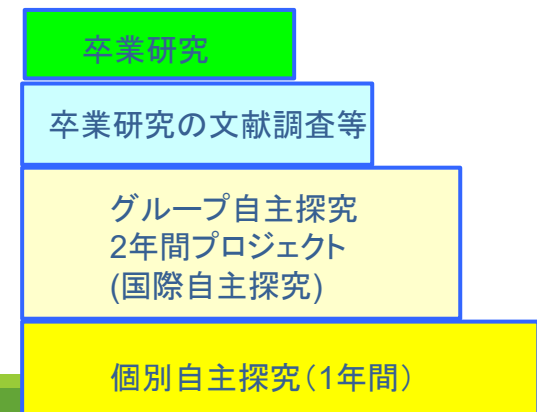 卒業研究
卒業研究の文献調査等
グループ自主探究
2年間プロジェクト
(国際自主探究)
個別自主探究（1年間）